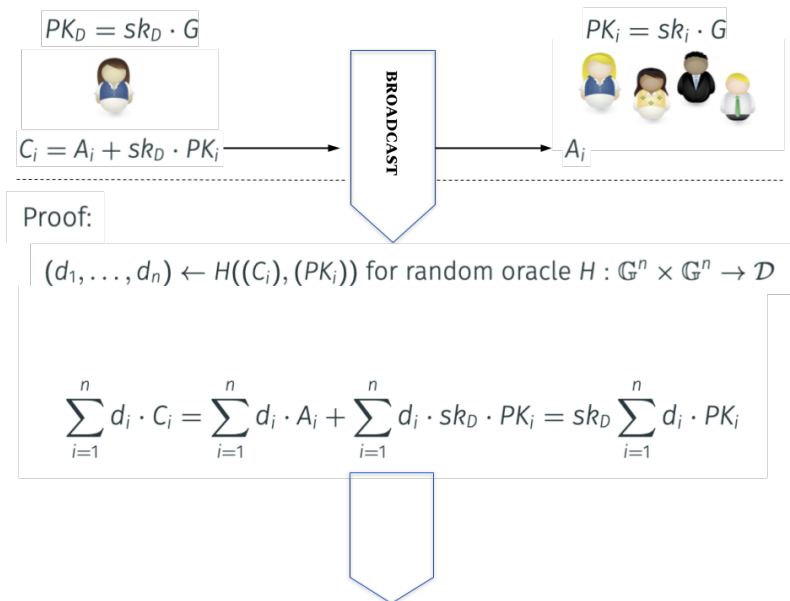 PK_D = sk_D · G
PK_i = sk_i · G
BROADCAST
C_i = A_i + sk_D · PK_i
A_i
Proof:
(d_1, . . . , d_n) ← H((C_i), (PK_i)) for random oracle H : 𝔾^n × 𝔾^n → 𝒟
∑_{i=1}^{n} d_i · C_i = ∑_{i=1}^{n} d_i · A_i + ∑_{i=1}^{n} d_i · sk_D · PK_i = sk_D ∑_{i=1}^{n} d_i · PK_i